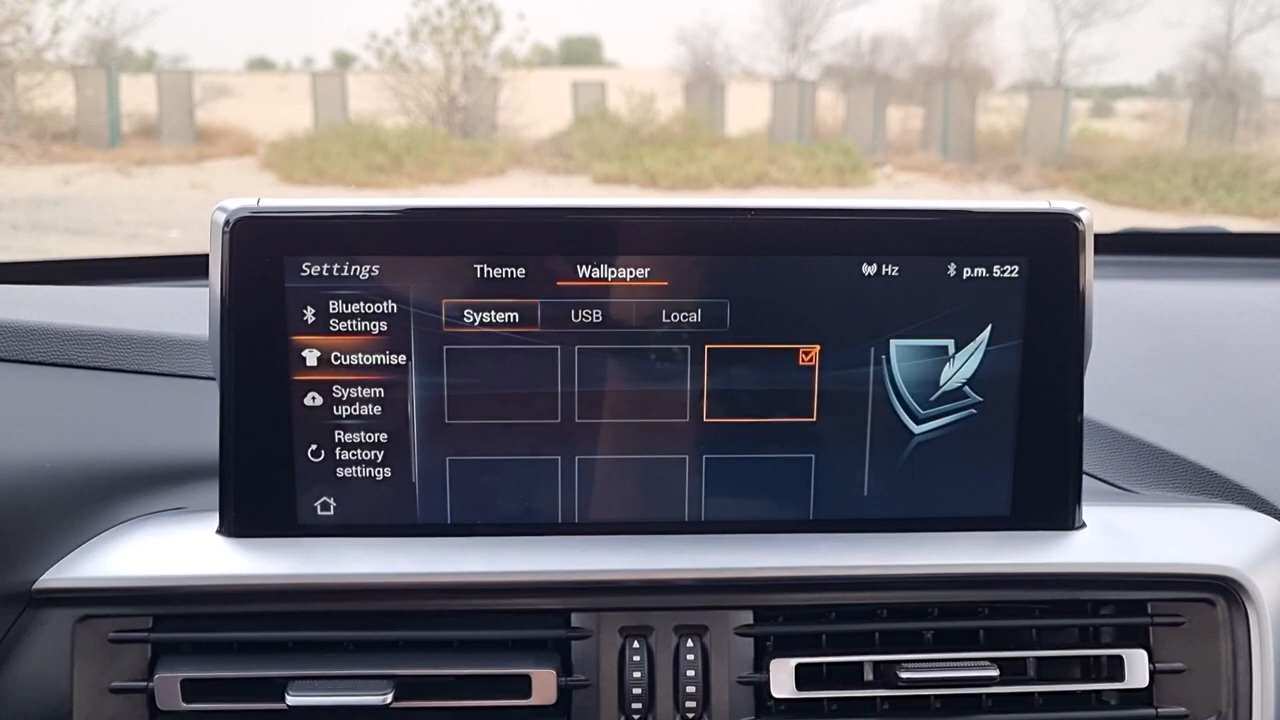 Settings
Theme
Wallpaper
Hz
p.m. 5:22
Bluetooth
Settings
System
USB
Local
Customise
System
update
Restore
factory
settings